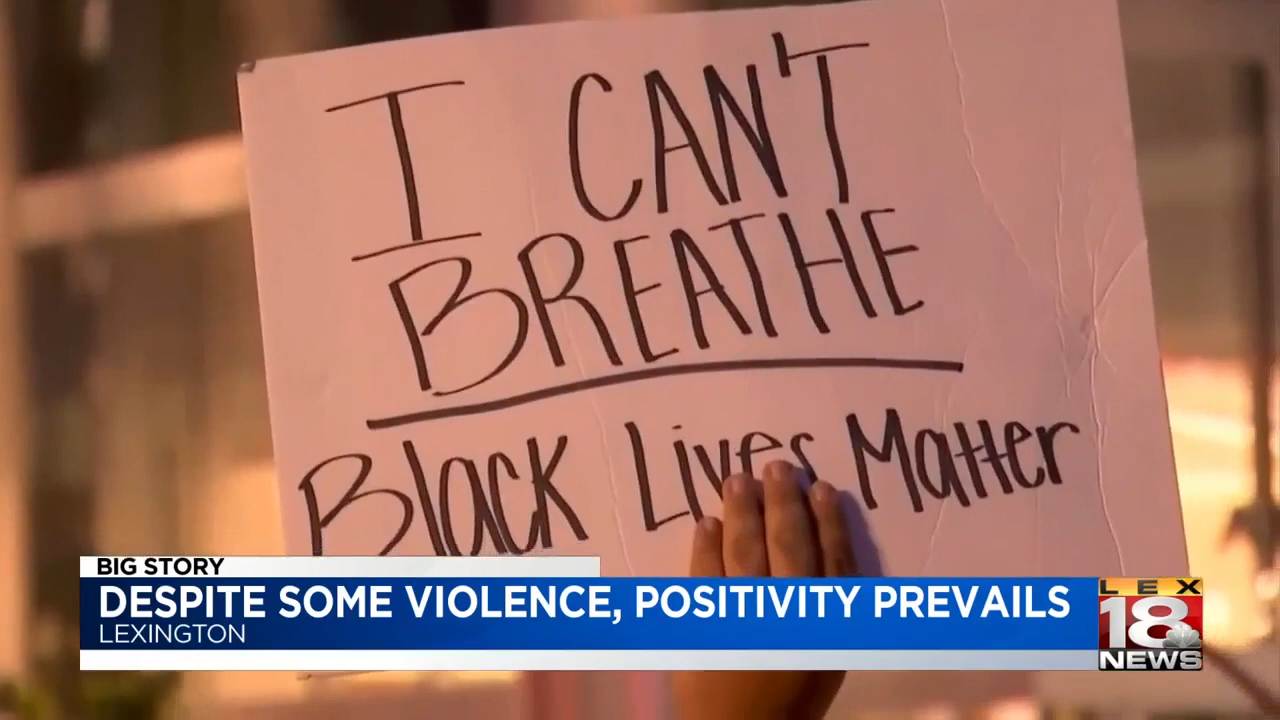 I CAN'T
BREATHE
Black Lives Matter
BIG STORY
DESPITE SOME VIOLENCE, POSITIVITY PREVAILS
LEXINGTON
LEX
18
NEWS